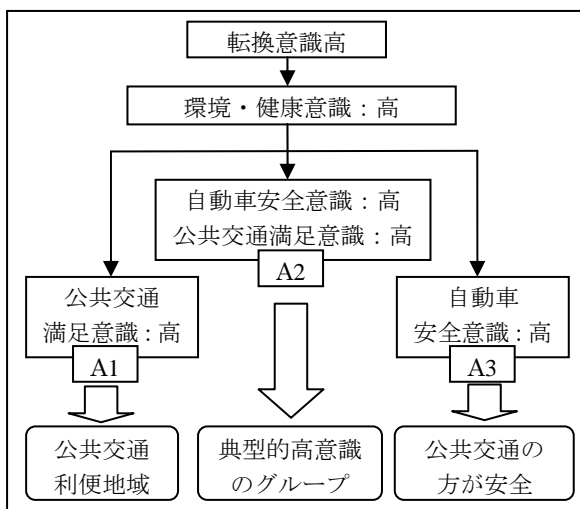 転換意識高
環境・健康意識：高
自動車安全意識：高
公共交通満足意識：高
A2
公共交通
満足意識：高
A1
自動車
安全意識：高
A3
公共交通
利便地域
典型的高意識
のグループ
公共交通の
方が安全